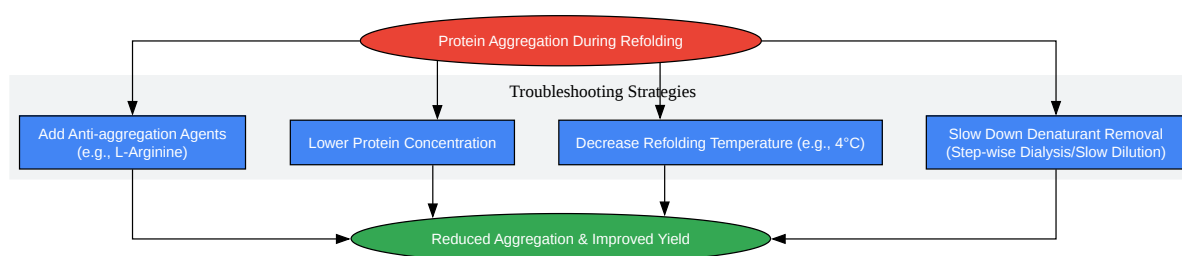 Protein Aggregation During Refolding
Troubleshooting Strategies
Add Anti-aggregation Agents
(e.g., L-Arginine)
Lower Protein Concentration
Decrease Refolding Temperature (e.g., 4°C)
Slow Down Denaturant Removal
(Step-wise Dialysis/Slow Dilution)
Reduced Aggregation & Improved Yield